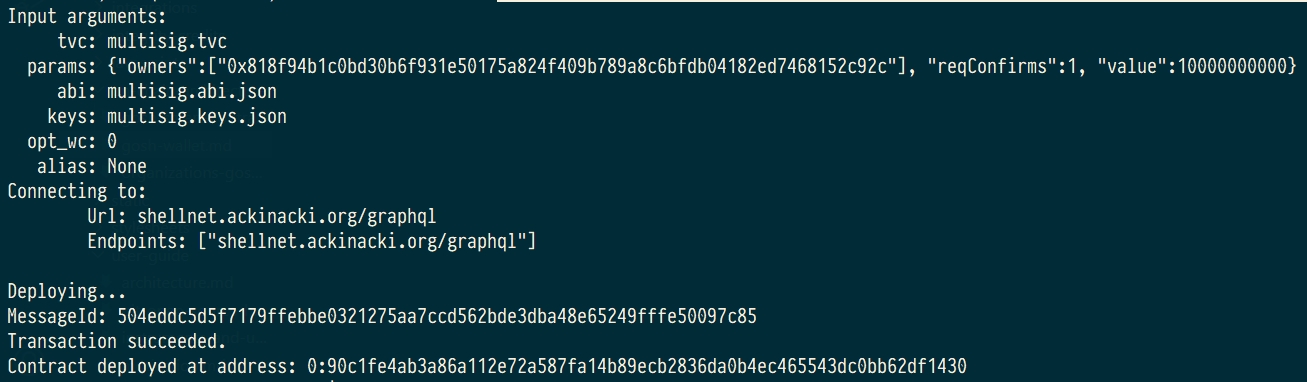 Input arguments:
tvc: multisig.tvc
params: {"owners":["0x818f94b1c0bd30b6f931e50175a824f409b789a8c6bfdb04182ed7468152c92c"], "reqConfirms":1, "value":10000000000}
abi: multisig.abi.json
keys: multisig.keys.json
opt_wc: 0
alias: None
Connecting to:
Url: shellnet.ackinacki.org/graphql
Endpoints: ["shellnet.ackinacki.org/graphql"]
Deploying...
MessageId: 504eddc5d5f7179ffebbe0321275aa7ccd562bde3dba48e65249fffe50097c85
Transaction succeeded.
Contract deployed at address: 0:90c1fe4ab3a86a112e72a587fa14b89ecb2836da0b4ec465543dc0bb62df1430